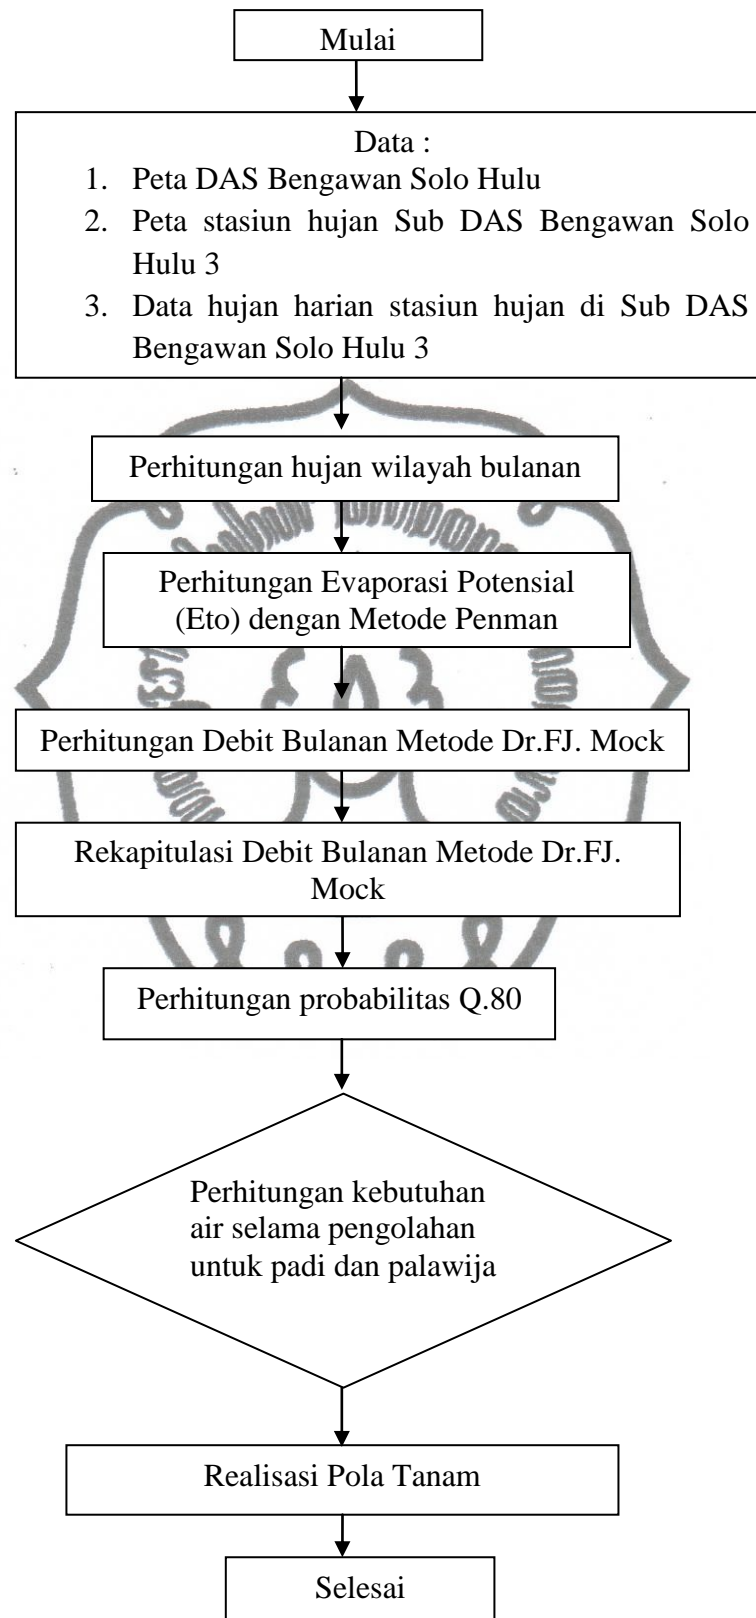 Mulai
Data :
1. Peta DAS Bengawan Solo Hulu
2. Peta stasiun hujan Sub DAS Bengawan Solo
Hulu 3
3. Data hujan harian stasiun hujan di Sub DAS
Bengawan Solo Hulu 3
Perhitungan hujan wilayah bulanan
Perhitungan Evaporasi Potensial
(Eto) dengan Metode Penman
Perhitungan Debit Bulanan Metode Dr.FJ. Mock
Rekapitulasi Debit Bulanan Metode Dr.FJ.
Mock
Perhitungan probabilitas Q.80
Perhitungan kebutuhan
air selama pengolahan
untuk padi dan palawija
Realisasi Pola Tanam
Selesai